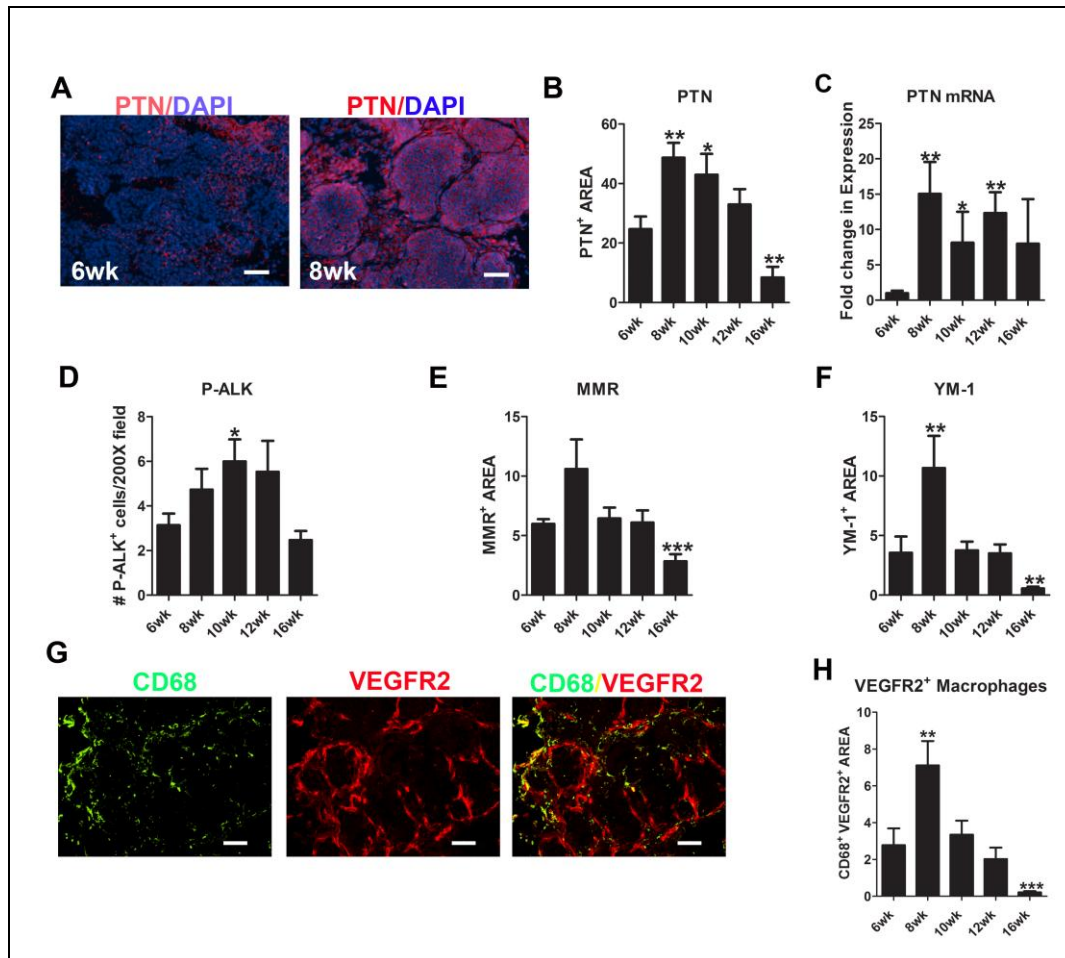 A
PTN/DAPI
6wk
PTN/DAPI
8wk
B
PTN
PTN⁺ AREA
60
40
20
0
**
*
**
6wk
8wk
10wk
12wk
16wk
C
PTN mRNA
Fold change in Expression
25
20
15
10
5
0
**
*
**
6wk
8wk
10wk
12wk
16wk
D
P-ALK
# P-ALK⁺ cells/200X field
8
6
4
2
0
*
6wk
8wk
10wk
12wk
16wk
E
MMR
MMR⁺ AREA
15
10
5
0
***
6wk
8wk
10wk
12wk
16wk
F
YM-1
YM-1⁺ AREA
15
10
5
0
**
**
6wk
8wk
10wk
12wk
16wk
G
CD68
VEGFR2
CD68/VEGFR2
H
VEGFR2⁺ Macrophages
CD68⁺ VEGFR2⁺ AREA
10
8
6
4
2
0
**
***
6wk
8wk
10wk
12wk
16wk